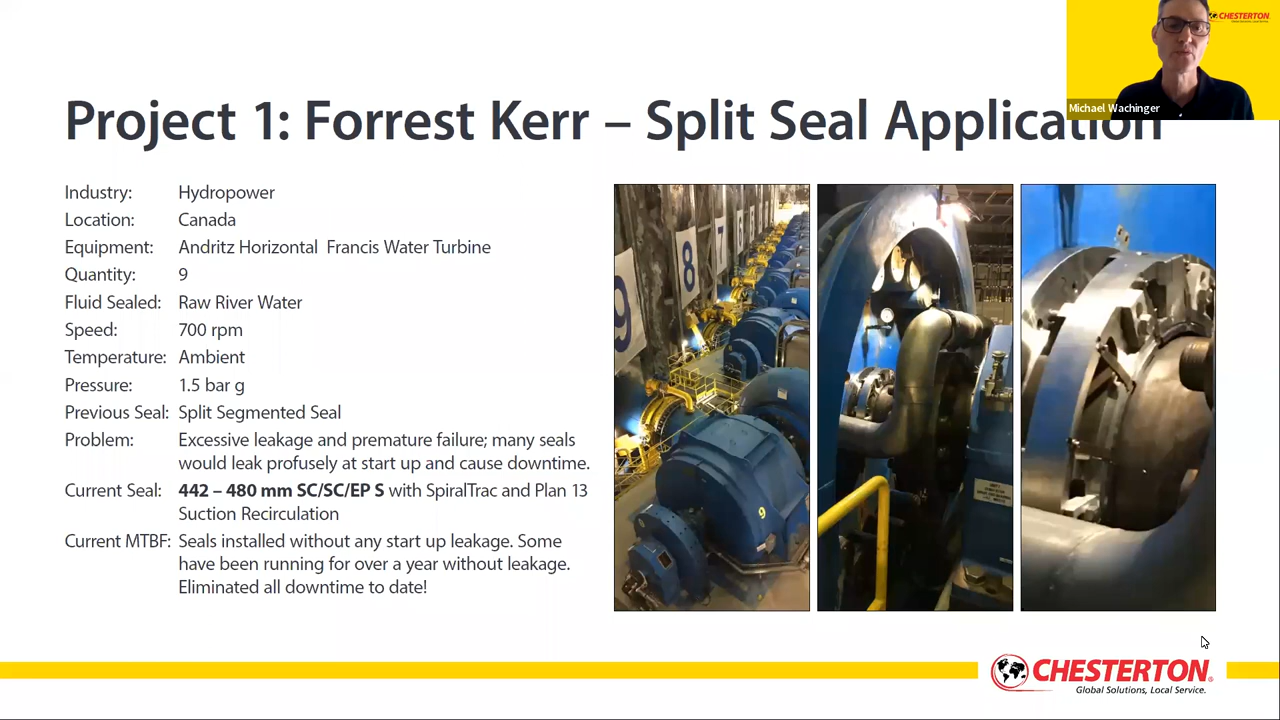 CHESTERTON
Michael Wachinger
Project 1: Forrest Kerr – Split Seal Application
Industry: Hydropower
Location: Canada
Equipment: Andritz Horizontal Francis Water Turbine
Quantity: 9
Fluid Sealed: Raw River Water
Speed: 700 rpm
Temperature: Ambient
Pressure: 1.5 bar g
Previous Seal: Split Segmented Seal
Problem: Excessive leakage and premature failure; many seals
would leak profusely at start up and cause downtime.
Current Seal: 442 – 480 mm SC/SC/EP S with SpiralTrac and Plan 13
Suction Recirculation
Current MTBF: Seals installed without any start up leakage. Some
have been running for over a year without leakage.
Eliminated all downtime to date!
9
8
7
9
CHESTERTON
Global Solutions, Local Service.